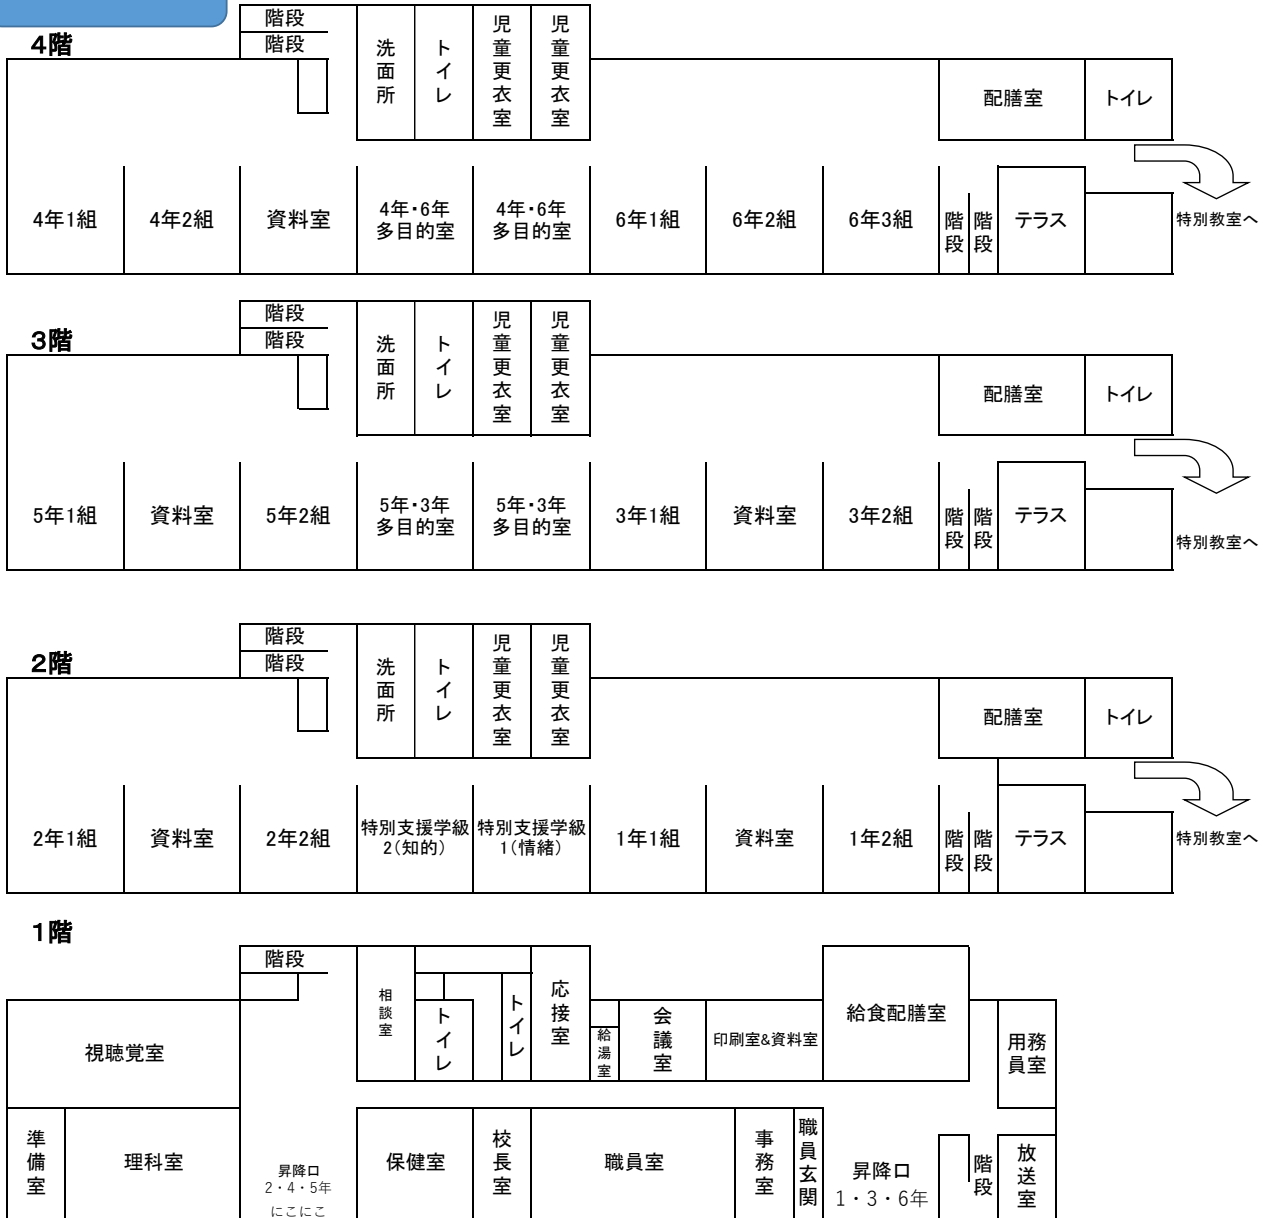 階段
4階
階段
洗面所
トイレ
児童更衣室
児童更衣室
配膳室
トイレ
4年1組
4年2組
資料室
4年・6年
多目的室
4年・6年
多目的室
6年1組
6年2組
6年3組
階段
階段
テラス
特別教室へ
階段
3階
階段
洗面所
トイレ
児童更衣室
児童更衣室
配膳室
トイレ
5年1組
資料室
5年2組
5年・3年
多目的室
5年・3年
多目的室
3年1組
資料室
3年2組
階段
階段
テラス
特別教室へ
階段
2階
階段
洗面所
トイレ
児童更衣室
児童更衣室
配膳室
トイレ
2年1組
資料室
2年2組
特別支援学級
2(知的)
特別支援学級
1(情緒)
1年1組
資料室
1年2組
階段
階段
テラス
特別教室へ
1階
階段
視聴覚室
相談室
トイレ
トイレ
応接室
給湯室
会議室
印刷室&資料室
給食配膳室
用務
員室
準備室
理科室
昇降口
2・4・5年
にこにこ
保健室
校長室
職員室
事務室
職員玄関
昇降口
1・3・6年
階段
放送室